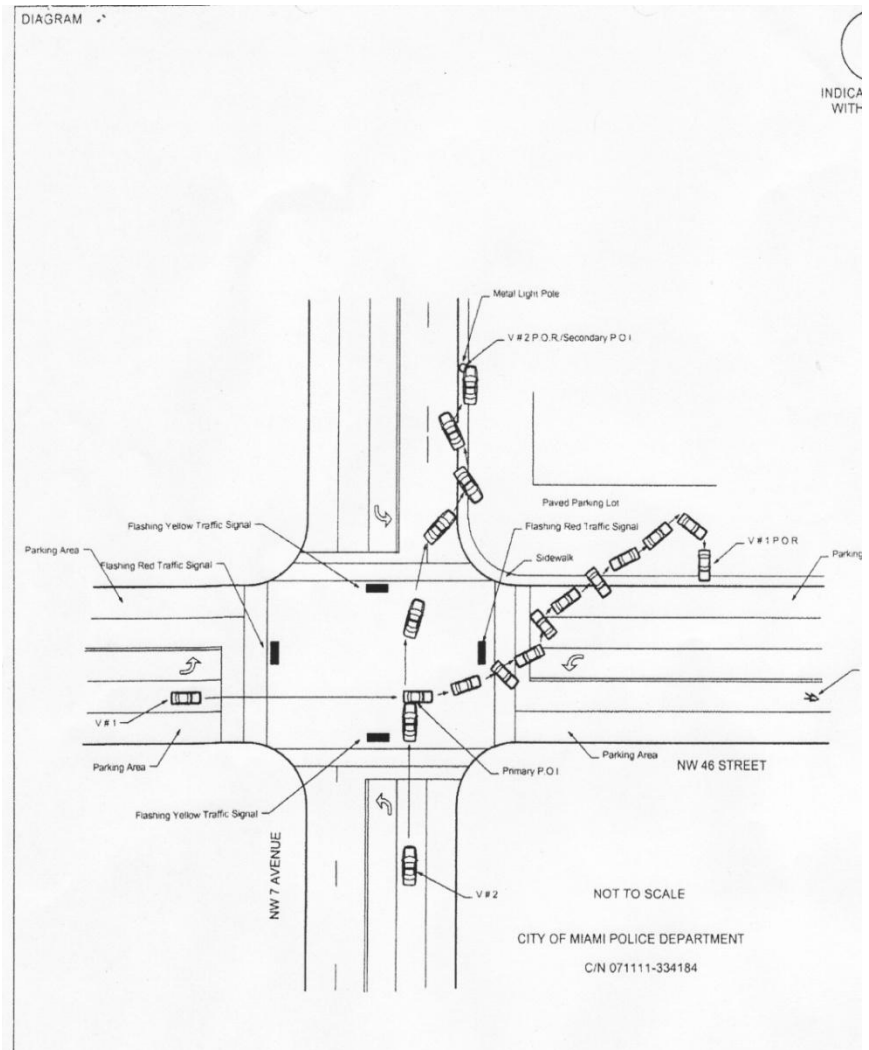 DIAGRAM
INDICA
WITH
Metal Light Pole
V # 2 P.O.R./Secondary P.O.I
Paved Parking Lot
Flashing Yellow Traffic Signal
Flashing Red Traffic Signal
Parking Area
Flashing Red Traffic Signal
Sidewalk
V # 1 P.O.R
Parking
V # 1
Parking Area
Primary P.O.I
Parking Area
NW 46 STREET
Flashing Yellow Traffic Signal
NW 7 AVENUE
V # 2
NOT TO SCALE
CITY OF MIAMI POLICE DEPARTMENT
C/N 071111-334184